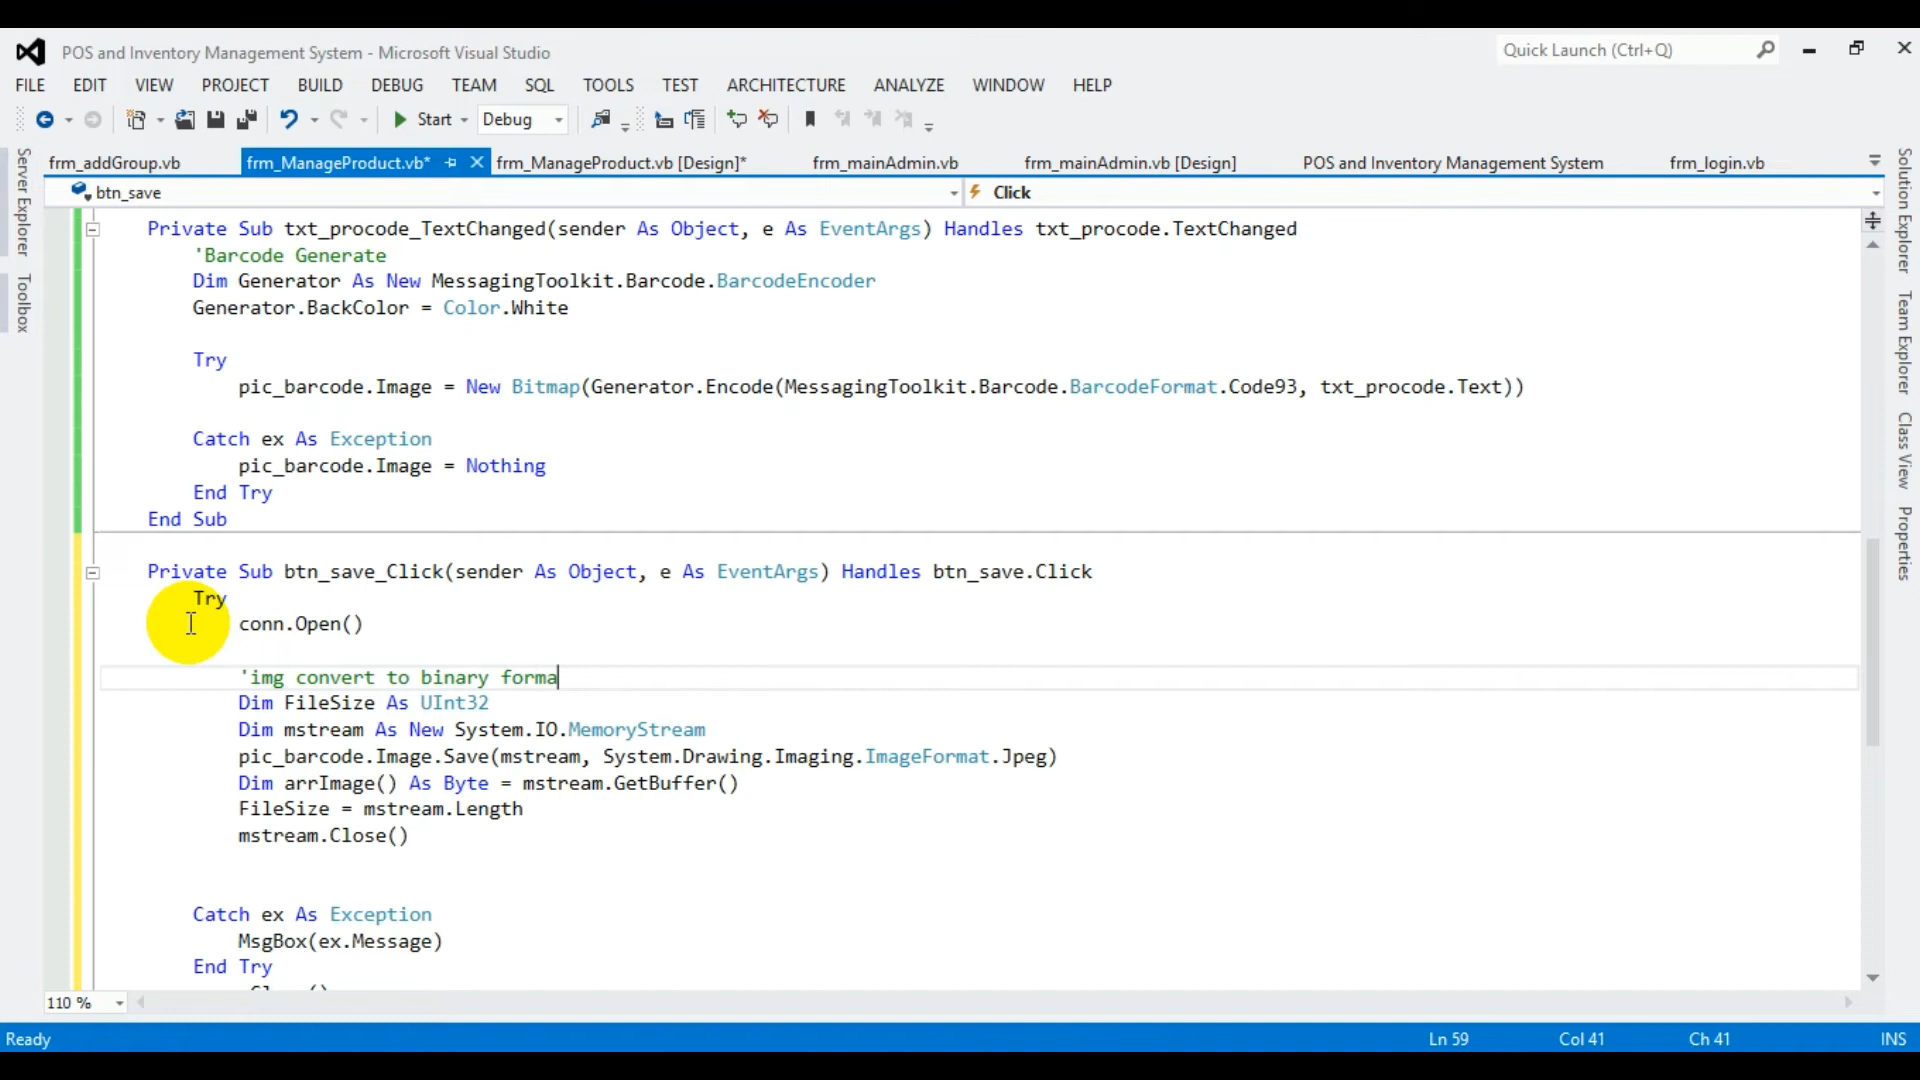 POS and Inventory Management System - Microsoft Visual Studio
Quick Launch (Ctrl+Q)
FILE EDIT VIEW PROJECT BUILD DEBUG TEAM SQL TOOLS TEST ARCHITECTURE ANALYZE WINDOW HELP
Start Debug
frm_addGroup.vb frm_ManageProduct.vb* frm_ManageProduct.vb [Design]* frm_mainAdmin.vb frm_mainAdmin.vb [Design] POS and Inventory Management System frm_login.vb
btn_save Click
Server Explorer
Toolbox
Private Sub txt_procode_TextChanged(sender As Object, e As EventArgs) Handles txt_procode.TextChanged
'Barcode Generate
Dim Generator As New MessagingToolkit.Barcode.BarcodeEncoder
Generator.BackColor = Color.White
Try
pic_barcode.Image = New Bitmap(Generator.Encode(MessagingToolkit.Barcode.BarcodeFormat.Code93, txt_procode.Text))
Catch ex As Exception
pic_barcode.Image = Nothing
End Try
End Sub
Private Sub btn_save_Click(sender As Object, e As EventArgs) Handles btn_save.Click
Try
conn.Open()
'img convert to binary forma
Dim FileSize As UInt32
Dim mstream As New System.IO.MemoryStream
pic_barcode.Image.Save(mstream, System.Drawing.Imaging.ImageFormat.Jpeg)
Dim arrImage() As Byte = mstream.GetBuffer()
FileSize = mstream.Length
mstream.Close()
Catch ex As Exception
MsgBox(ex.Message)
End Try
Solution Explorer
Team Explorer
Class View
Properties
110 %
Ready Ln 59 Col 41 Ch 41 INS